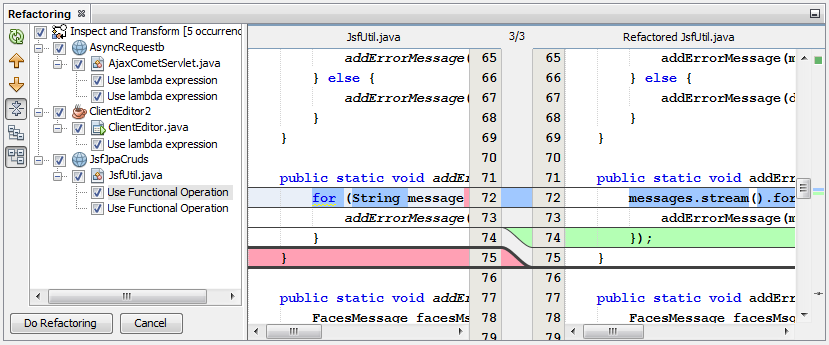 Refactoring
Inspect and Transform [5 occurrenc
AsyncRequestb
AjaxCometServlet.java
Use lambda expression
Use lambda expression
ClientEditor2
ClientEditor.java
Use lambda expression
JsfJpaCruds
JsfUtil.java
Use Functional Operation
Use Functional Operation
Do Refactoring
Cancel
JsfUtil.java
3/3
Refactored JsfUtil.java
addErrorMessage( 65
} else { 66
addErrorMessage( 67
} 68
} 69
70
public static void addEr 71
for (String message 72
addErrorMessage( 73
} 74
} 75
76
public static void addEr 77
FacesMessage facesMs 78
79
65 addErrorMessage(m
66 } else {
67 addErrorMessage(d
68 }
69 }
70
71 public static void addErr
72 messages.stream().for
73 addErrorMessage(m
74 });
75 }
76
77 public static void addErr
78 FacesMessage facesMsg
79